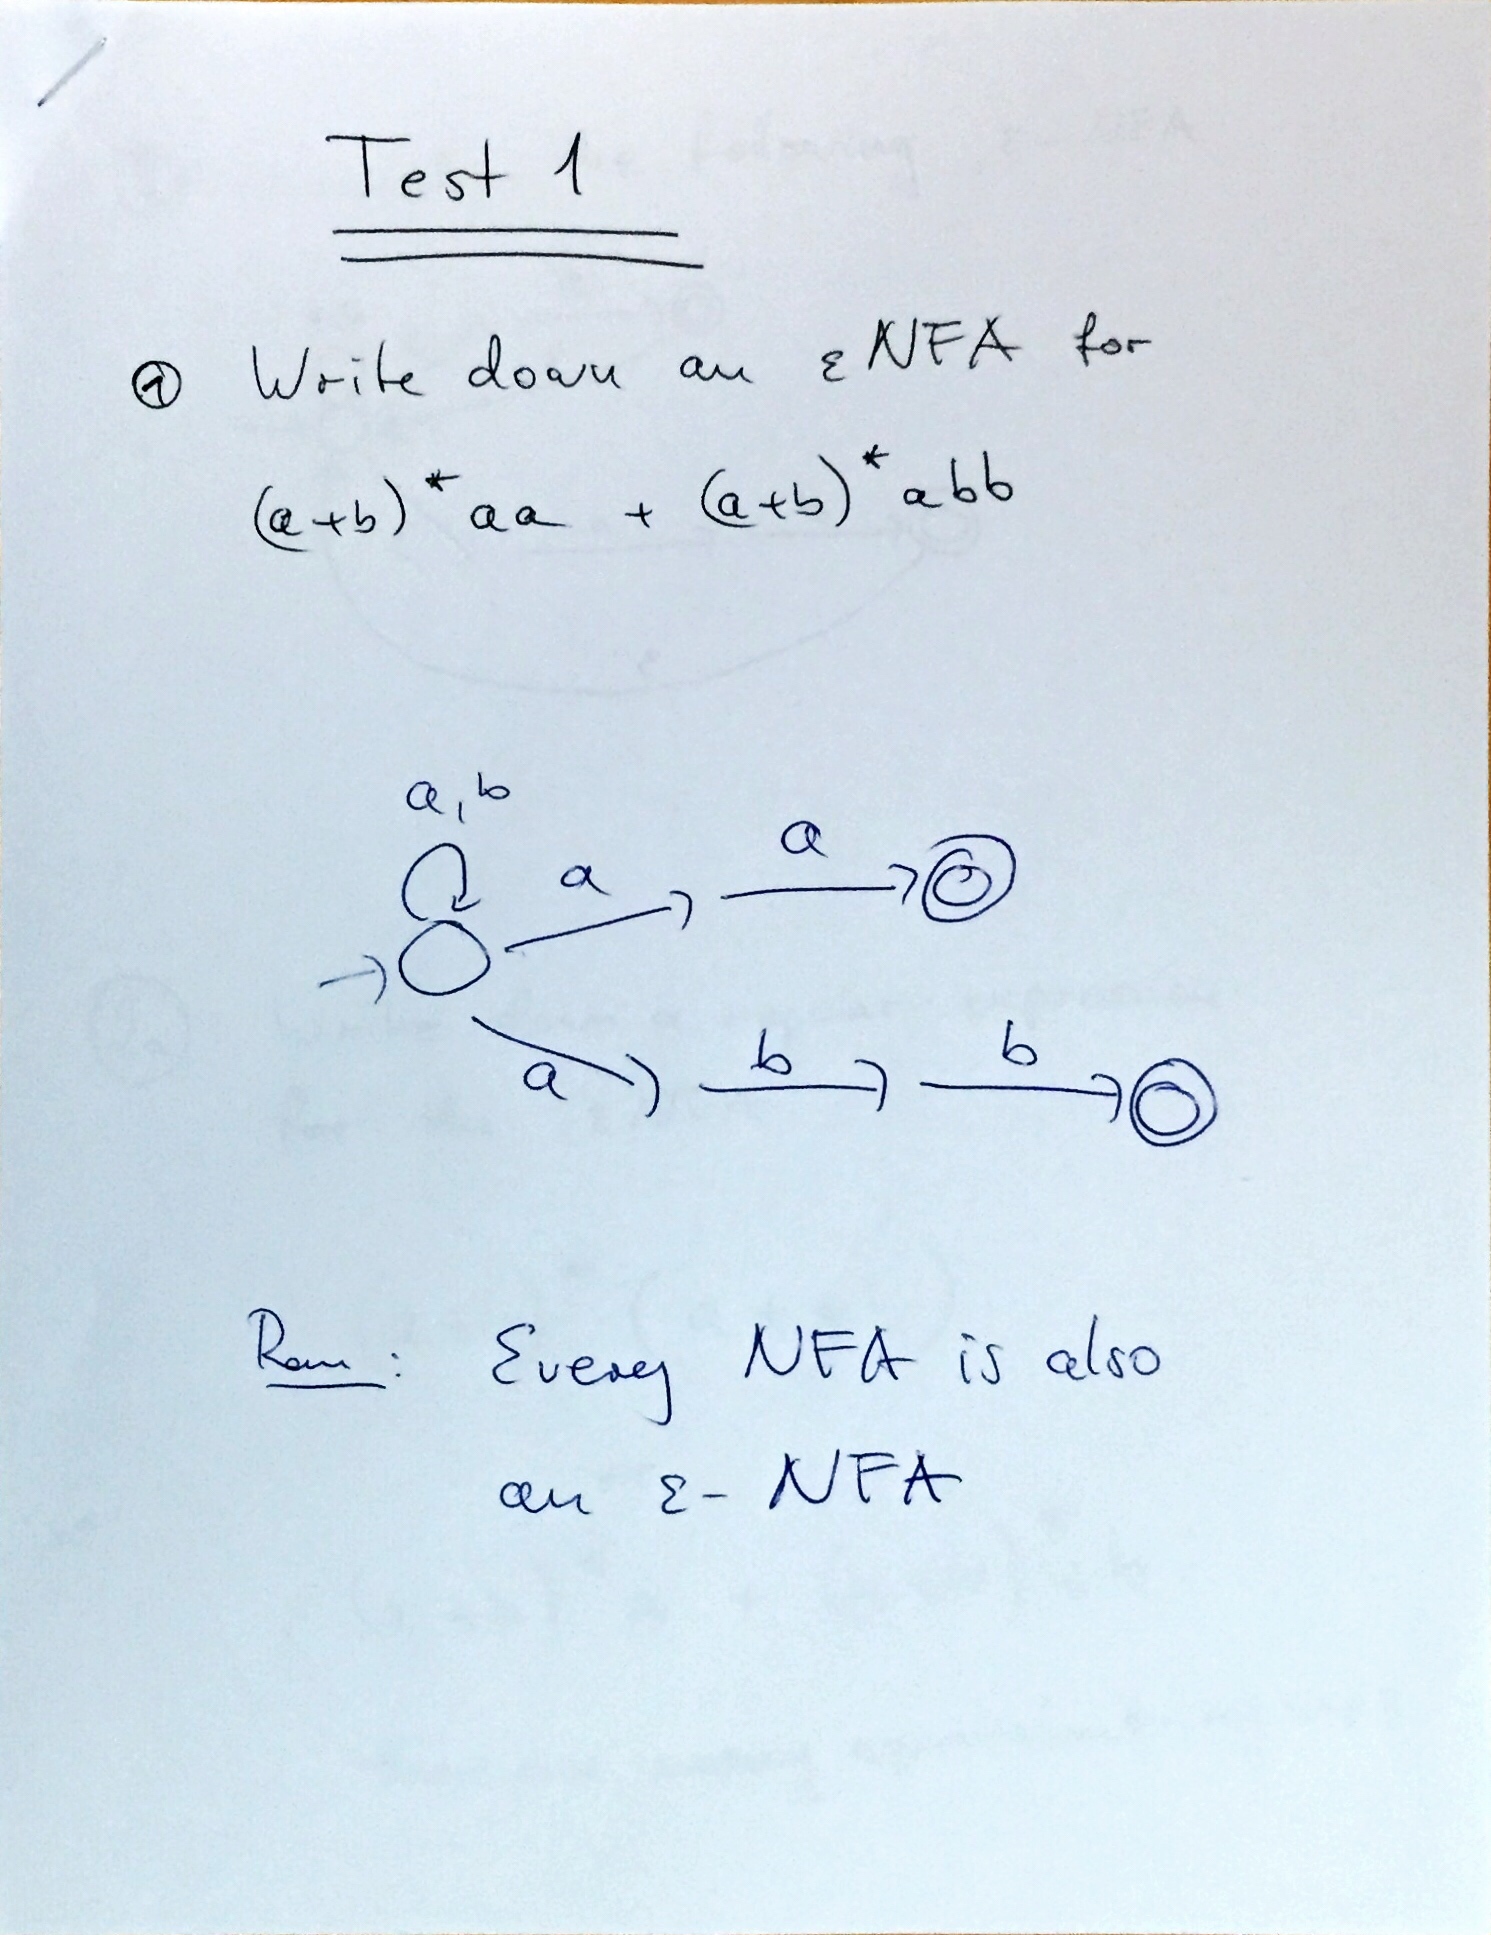 Test 1
① Write down an εNFA for
(a+b)*aa + (a+b)*abb
a,b
a
a
a
b
b
Rem: Every NFA is also
an ε-NFA